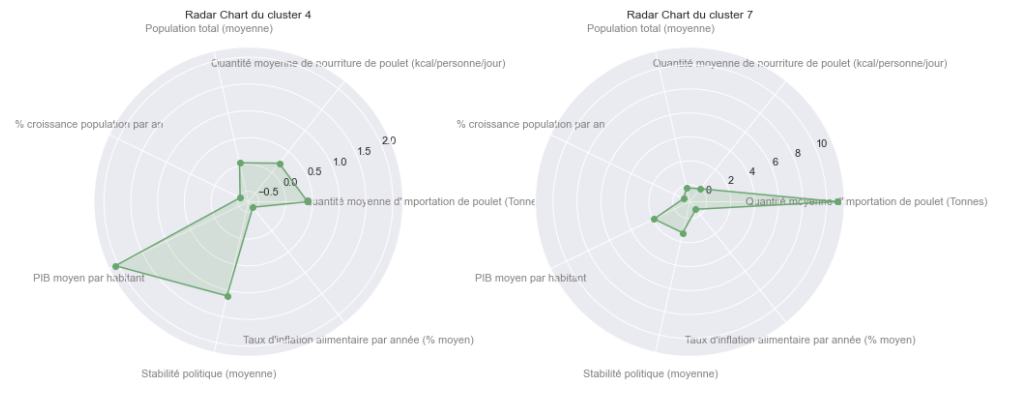 Radar Chart du cluster 4
Population total (moyenne)
Quantité moyenne de nourriture de poulet (kcal/personne/jour)
% croissance population par an
2.0
1.5
1.0
0.5
0.0
−0.5
Quantité moyenne d'importation de poulet (Tonne
PIB moyen par habitant
Taux d'inflation alimentaire par année (% moyen)
Stabilité politique (moyenne)
Radar Chart du cluster 7
Population total (moyenne)
Quantité moyenne de nourriture de poulet (kcal/personne/jour)
% croissance population par an
10
8
6
4
2
0
Quantité moyenne d'importation de poulet (Tonnes)
PIB moyen par habitant
Taux d'inflation alimentaire par année (% moyen)
Stabilité politique (moyenne)